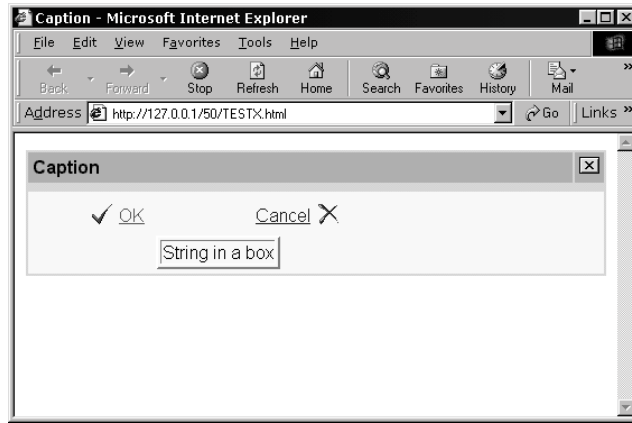 Caption - Microsoft Internet Explorer
File Edit View Favorites Tools Help
Back Forward Stop Refresh Home Search Favorites History Mail »
Address http://127.0.0.1/50/TESTX.html Go Links »
Caption
OK Cancel
String in a box